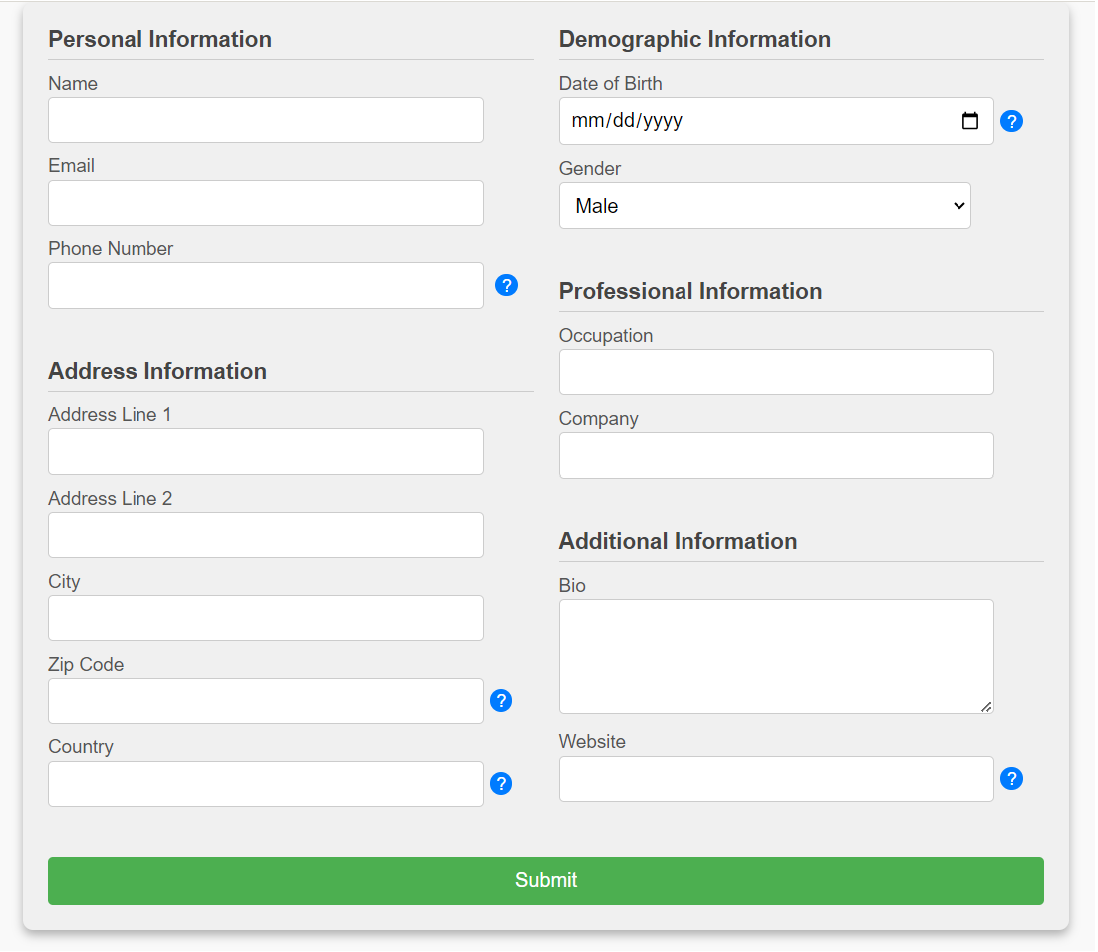 Personal Information
Name
Email
Phone Number
?
Address Information
Address Line 1
Address Line 2
City
Zip Code
?
Country
?
Demographic Information
Date of Birth
mm/dd/yyyy
?
Gender
Male
Professional Information
Occupation
Company
Additional Information
Bio
Website
?
Submit